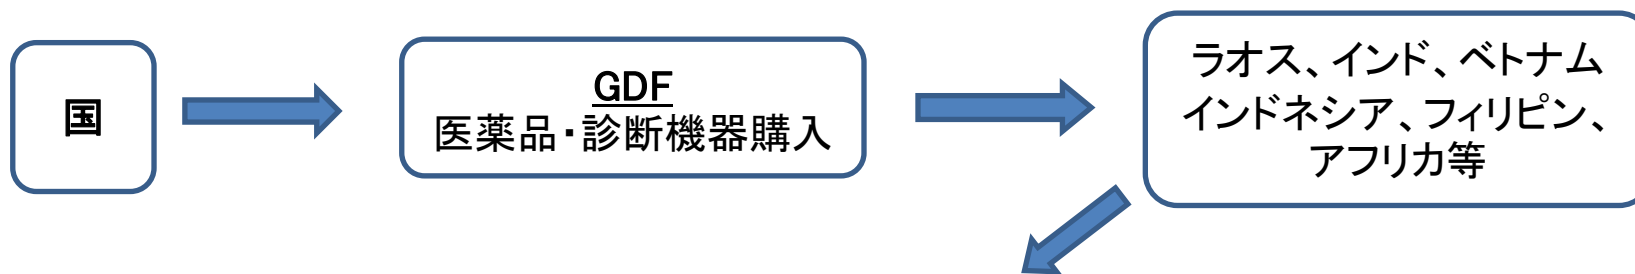 国
GDF
医薬品・診断機器購入
ラオス、インド、ベトナム
インドネシア、フィリピン、
アフリカ等